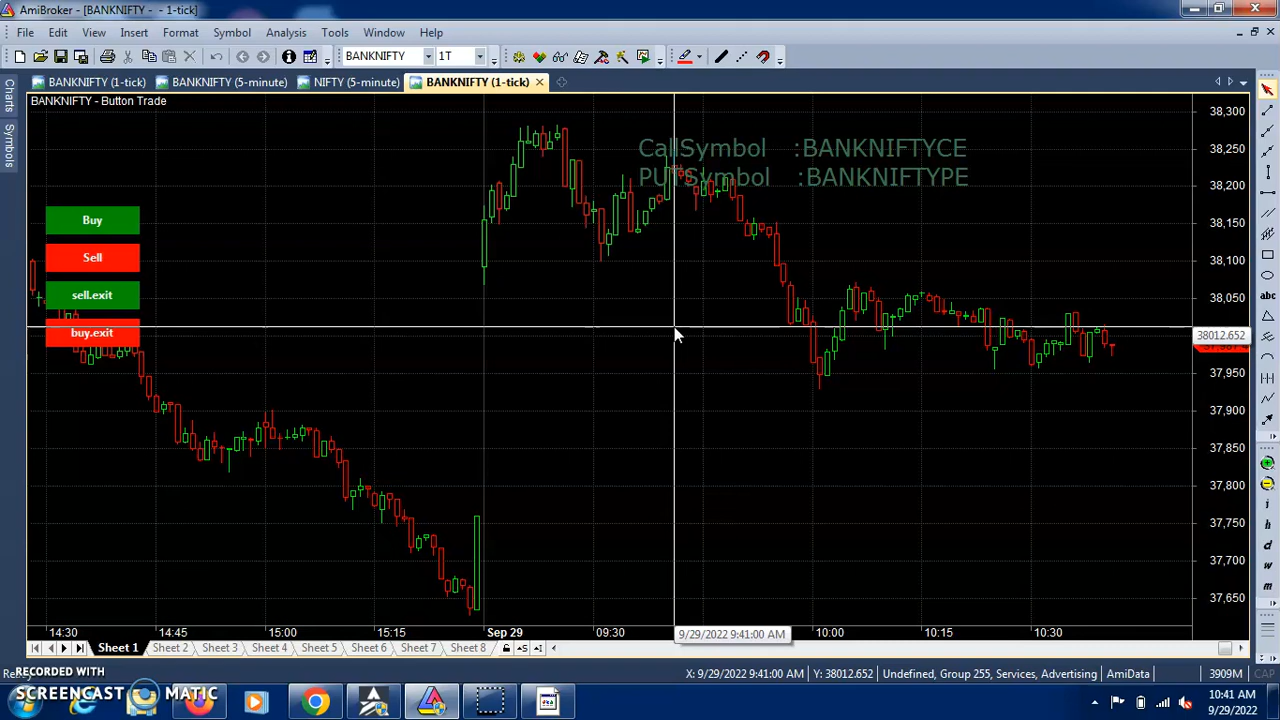 AmiBroker - [BANKNIFTY - - 1-tick]
File Edit View Insert Format Symbol Analysis Tools Window Help
BANKNIFTY 1T
BANKNIFTY (1-tick) BANKNIFTY (5-minute) NIFTY (5-minute) BANKNIFTY (1-tick)
Charts
Symbols
BANKNIFTY - Button Trade
CallSymbol :BANKNIFTYCE
PUTSymbol :BANKNIFTYPE
Buy
Sell
sell.exit
buy.exit
38,300
38,250
38,200
38,150
38,100
38,050
38012.652
37,950
37,900
37,850
37,800
37,750
37,700
37,650
abc
i
h
d
w
m
14:30 14:45 15:00 15:15 Sep 29 09:30 10:00 10:15 10:30
9/29/2022 9:41:00 AM
Sheet 1 Sheet 2 Sheet 3 Sheet 4 Sheet 5 Sheet 6 Sheet 7 Sheet 8
X: 9/29/2022 9:41:00 AM Y: 38012.652 Undefined, Group 255, Services, Advertising AmiData 3909M CAP
RECORDED WITH
SCREENCAST MATIC
10:41 AM
9/29/2022